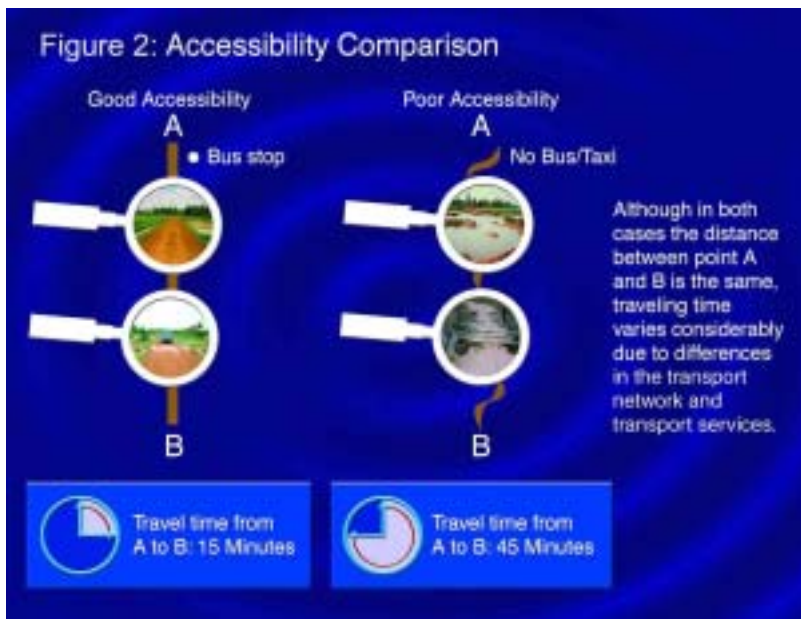 Figure 2: Accessibility Comparison
Good Accessibility
A
Bus stop
B
Poor Accessibility
A
No Bus/Taxi
B
Although in both
cases the distance
between point A
and B is the same,
traveling time
varies considerably
due to differences
in the transport
network and
transport services.
Travel time from
A to B: 15 Minutes
Travel time from
A to B: 45 Minutes